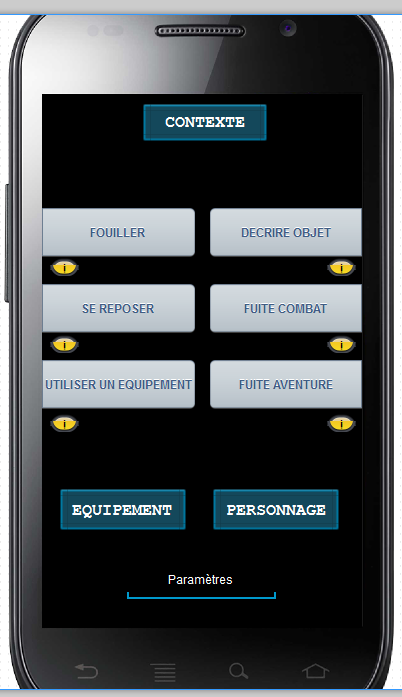 CONTEXTE
FOUILLER
DECRIRE OBJET
i
i
SE REPOSER
FUITE COMBAT
i
i
UTILISER UN EQUIPEMENT
FUITE AVENTURE
i
i
EQUIPEMENT
PERSONNAGE
Paramètres